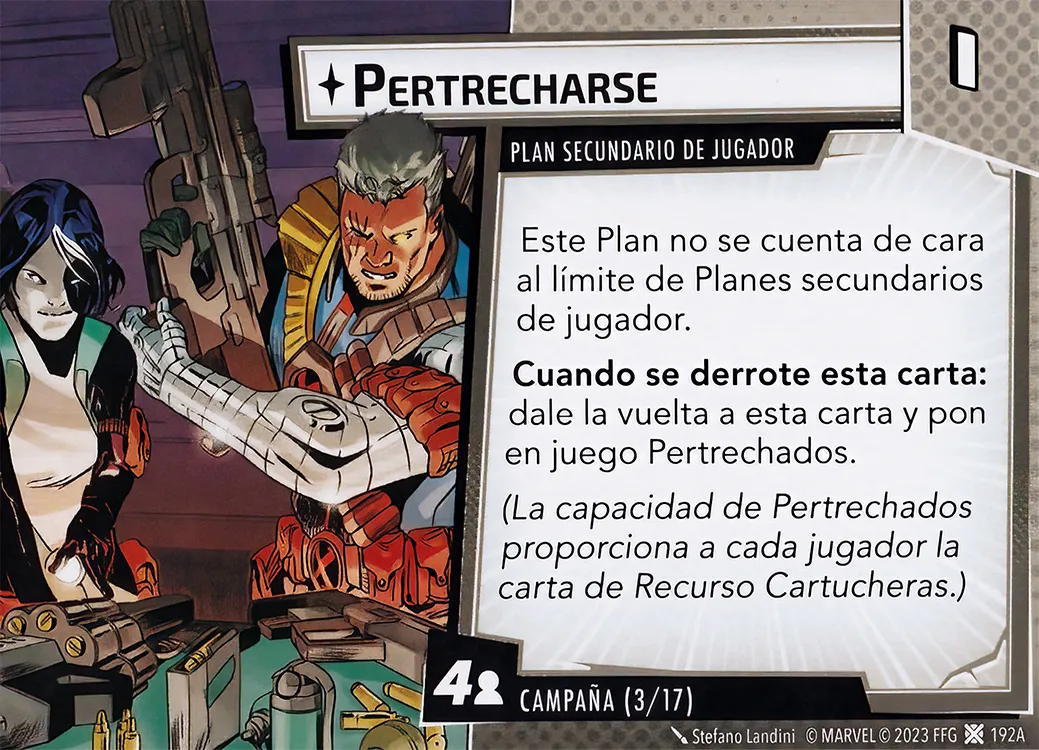 PERTRECHARSE
PLAN SECUNDARIO DE JUGADOR
Este Plan no se cuenta de cara
al límite de Planes secundarios
de jugador.
Cuando se derrote esta carta:
dale la vuelta a esta carta y pon
en juego Pertrechados.
(La capacidad de Pertrechados
proporciona a cada jugador la
carta de Recurso Cartucheras.)
4
CAMPAÑA (3/17)
Stefano Landini © MARVEL © 2023 FFG 192A